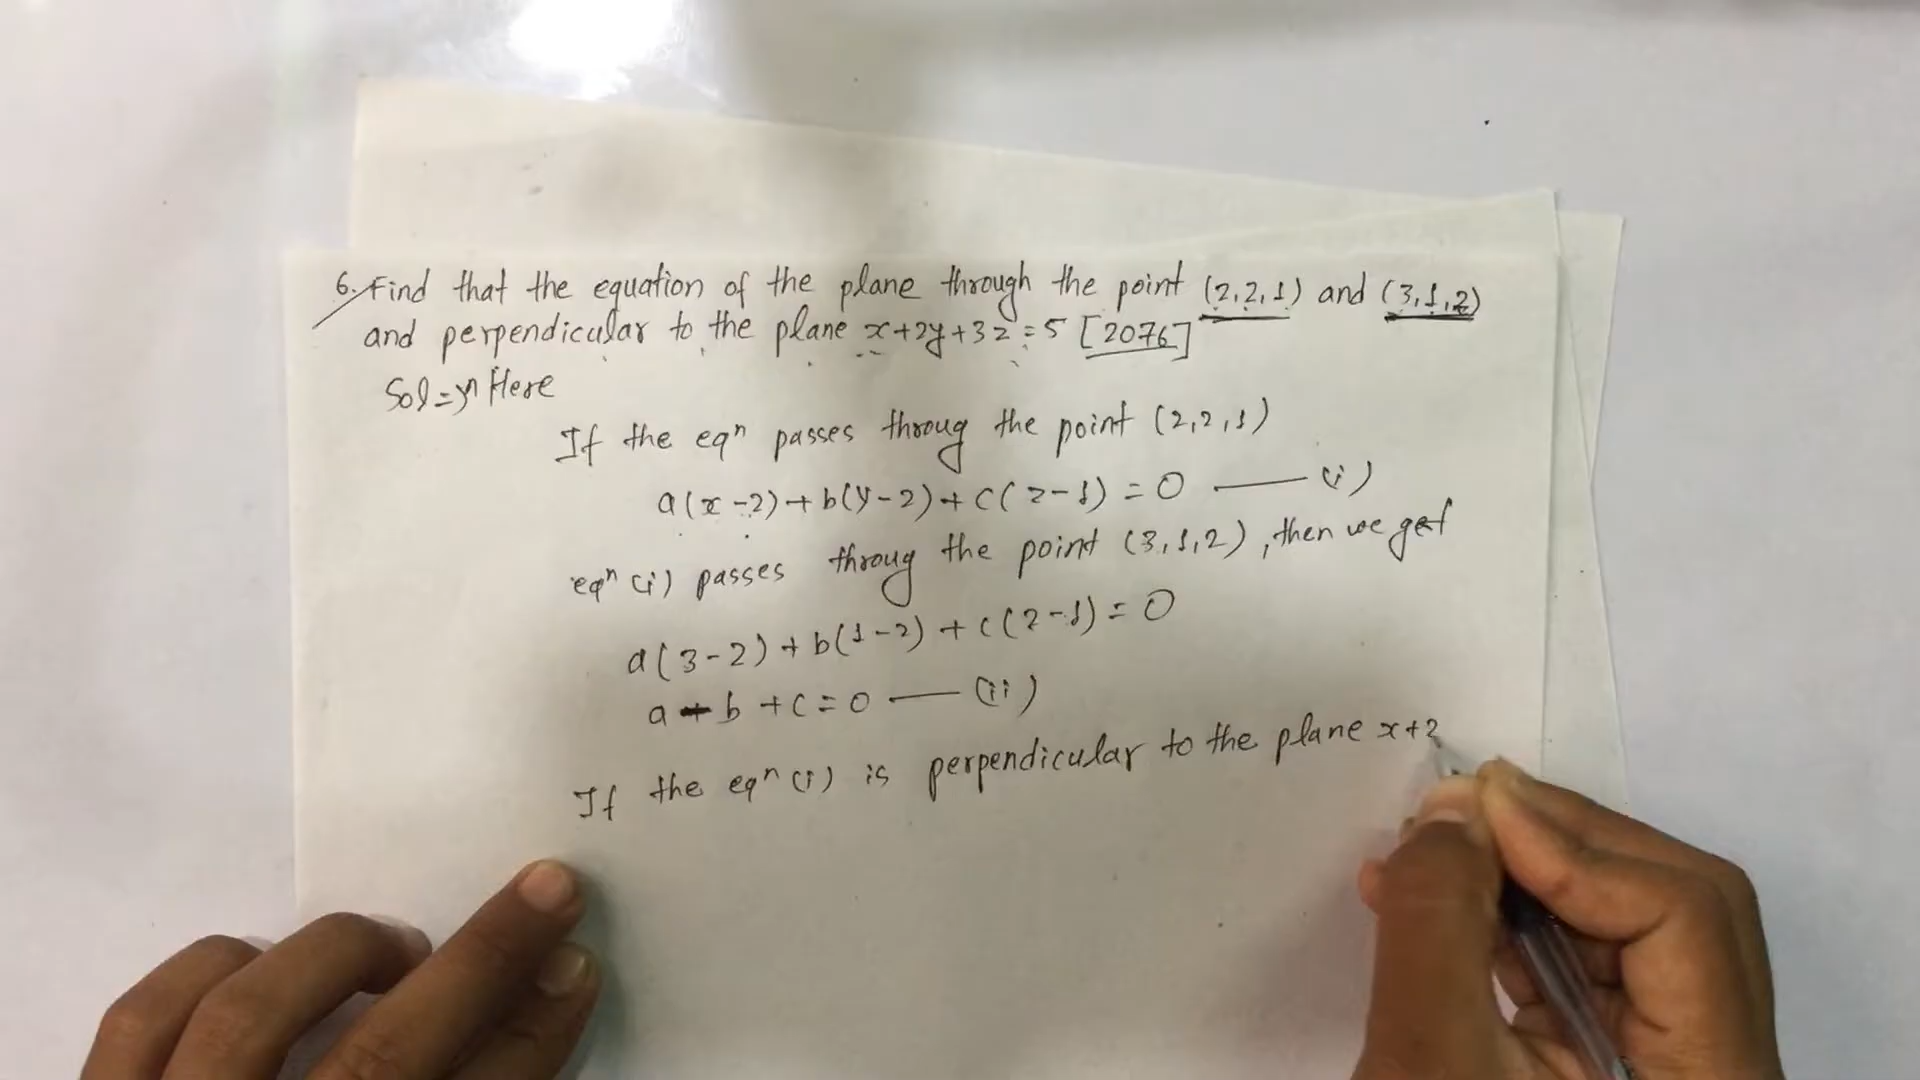 6. Find that the equation of the plane through the point (2,2,1) and (3,1,2)
and perpendicular to the plane x+2y+3z=5 [2076]
Sol=yn Here
If the eqn passes throug the point (2,2,1)
a(x-2)+b(y-2)+c(z-1)=0 —— (i)
eqn (i) passes throug the point (3,1,2), then we get
a(3-2)+b(1-2)+c(2-1)=0
a-b+c=0 —— (ii)
If the eqn (i) is perpendicular to the plane x+2